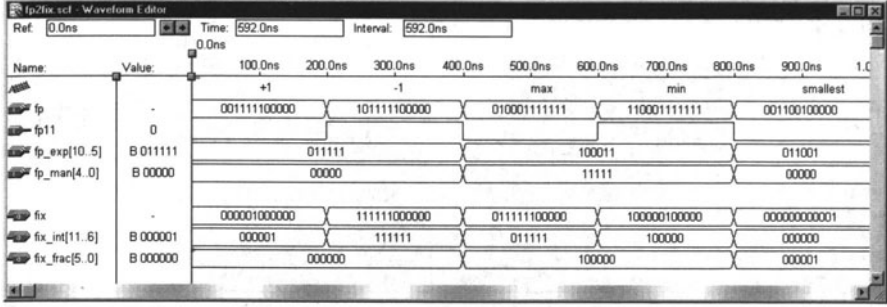 fp2fix.scf - Waveform Editor
Ref: 0.0ns Time: 592.0ns Interval: 592.0ns
0.0ns
Name: Value: 100.0ns 200.0ns 300.0ns 400.0ns 500.0ns 600.0ns 700.0ns 800.0ns 900.0ns 1.0
+1 -1 max min smallest
fp - 001111100000 101111100000 010001111111 110001111111 001100100000
fp11 0
fp_exp[10..5] B 011111 011111 100011 011001
fp_man[4..0] B 00000 00000 11111 00000
fix - 000001000000 111111000000 011111100000 100000100000 000000000001
fix_int[11..6] B 000001 000001 111111 011111 100000 000000
fix_frac[5..0] B 000000 000000 100000 000001